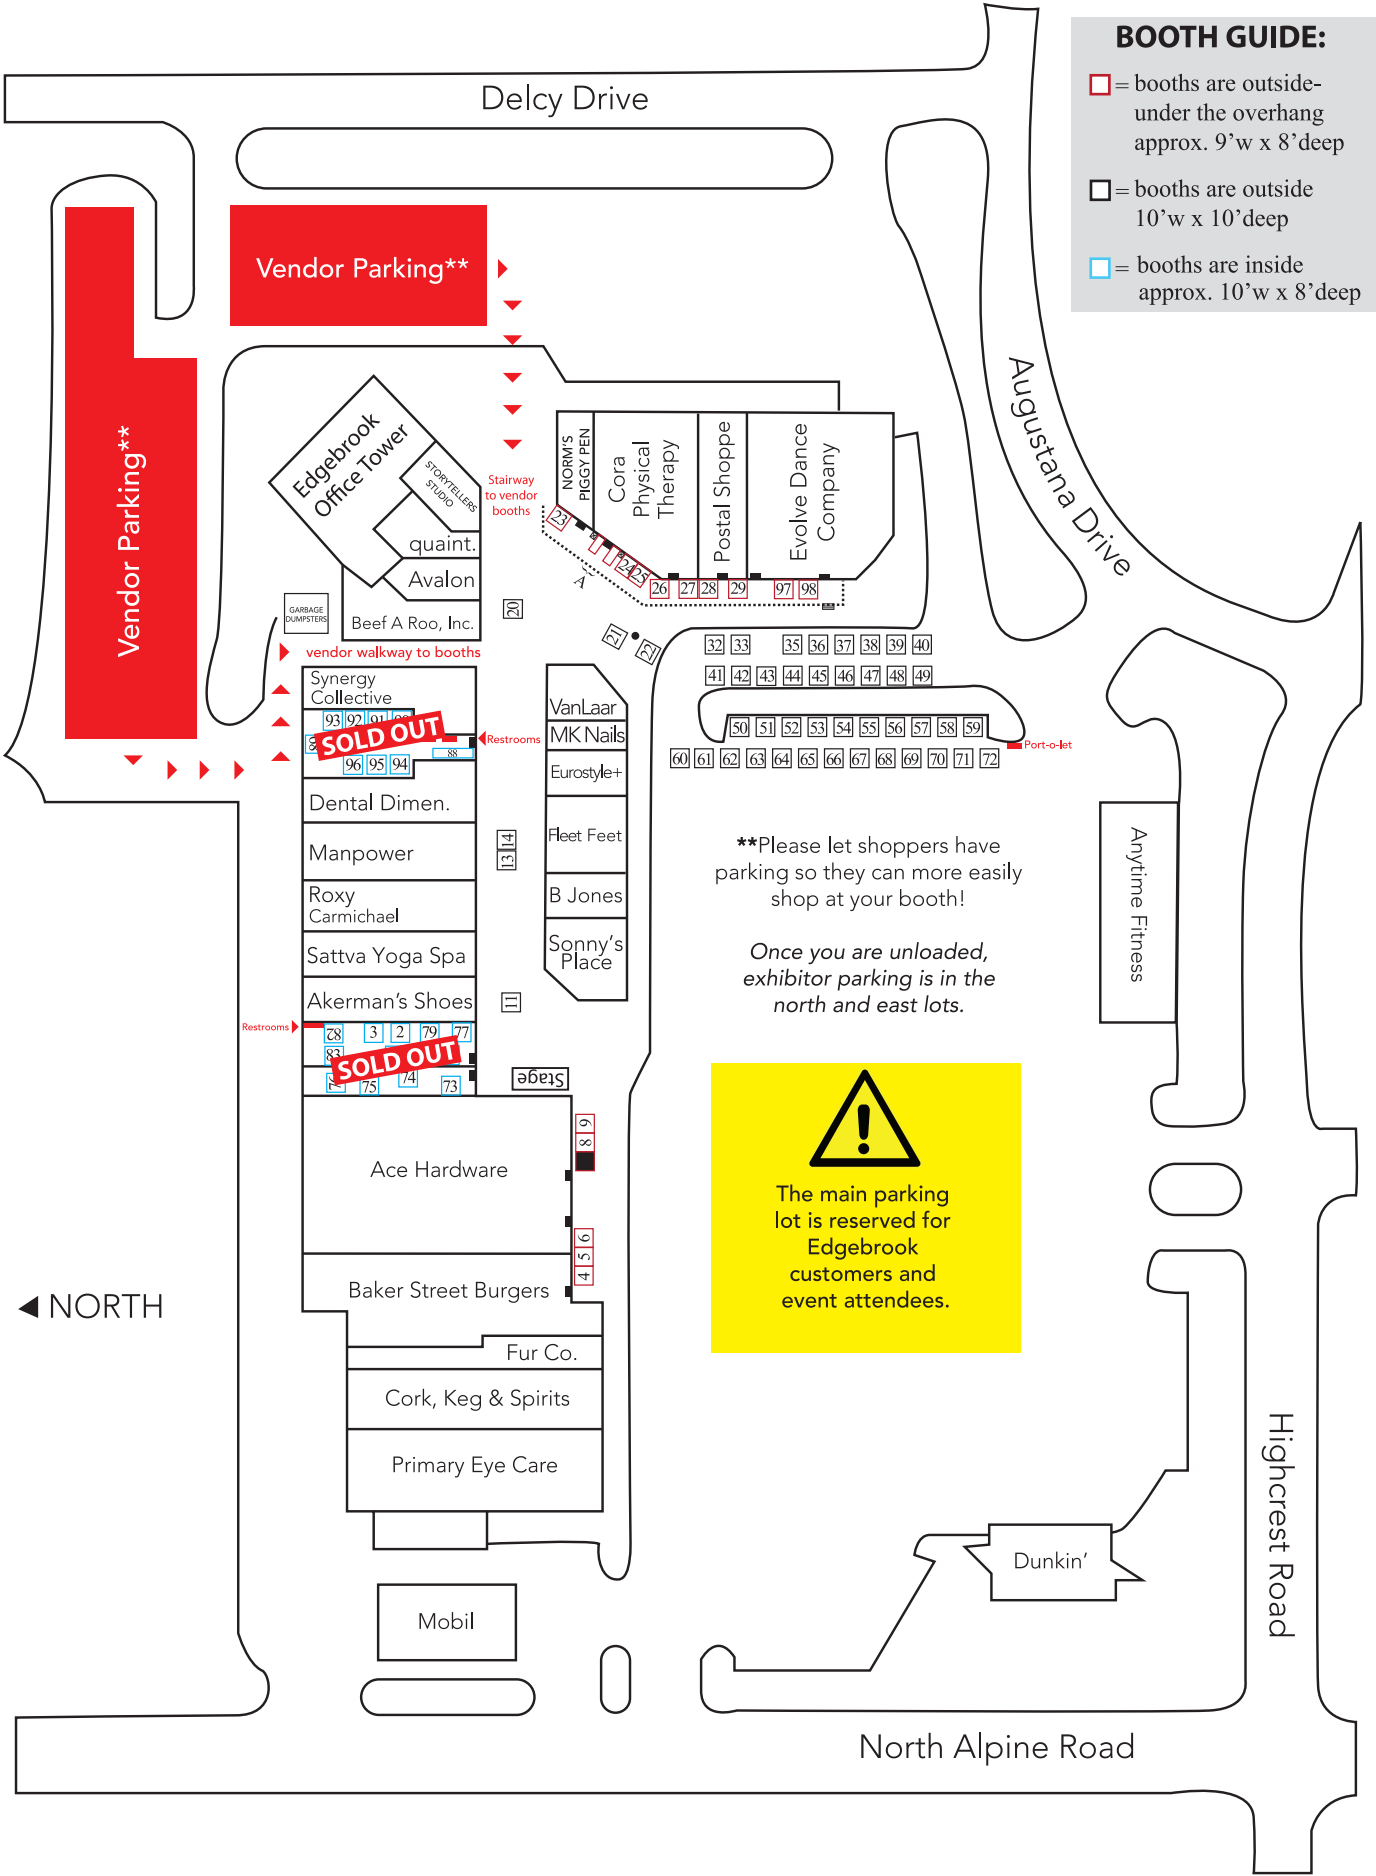 BOOTH GUIDE:
= booths are outside-
under the overhang
approx. 9'w x 8'deep
= booths are outside
10'w x 10'deep
= booths are inside
approx. 10'w x 8'deep
Delcy Drive
Vendor Parking**
Vendor Parking**
Augustana Drive
Edgebrook
Office Tower
STORYTELLERS
STUDIO
quaint.
Avalon
Beef A Roo, Inc.
GARBAGE
DUMPSTERS
Stairway
to vendor
booths
NORM'S
PIGGY PEN
Cora
Physical
Therapy
Postal Shoppe
Evolve Dance
Company
23
24 25
A
26 27 28 29 97 98
20
21 22
vendor walkway to booths
32 33 35 36 37 38 39 40
41 42 43 44 45 46 47 48 49
50 51 52 53 54 55 56 57 58 59
60 61 62 63 64 65 66 67 68 69 70 71 72
Port-o-let
Synergy
Collective
93 92 91
SOLD OUT
88
96 95 94
Restrooms
VanLaar
MK Nails
Eurostyle+
Fleet Feet
B Jones
Sonny's
Place
Dental Dimen.
Manpower
Roxy
Carmichael
Sattva Yoga Spa
Akerman's Shoes
13 14
11
Restrooms
82 3 2 79 77
83
SOLD OUT
76 75 74 73
Stage
**Please let shoppers have
parking so they can more easily
shop at your booth!
Once you are unloaded,
exhibitor parking is in the
north and east lots.
Anytime Fitness
The main parking
lot is reserved for
Edgebrook
customers and
event attendees.
Ace Hardware
8 9
4 5 6
Baker Street Burgers
NORTH
Fur Co.
Cork, Keg & Spirits
Primary Eye Care
Mobil
Dunkin'
Highcrest Road
North Alpine Road